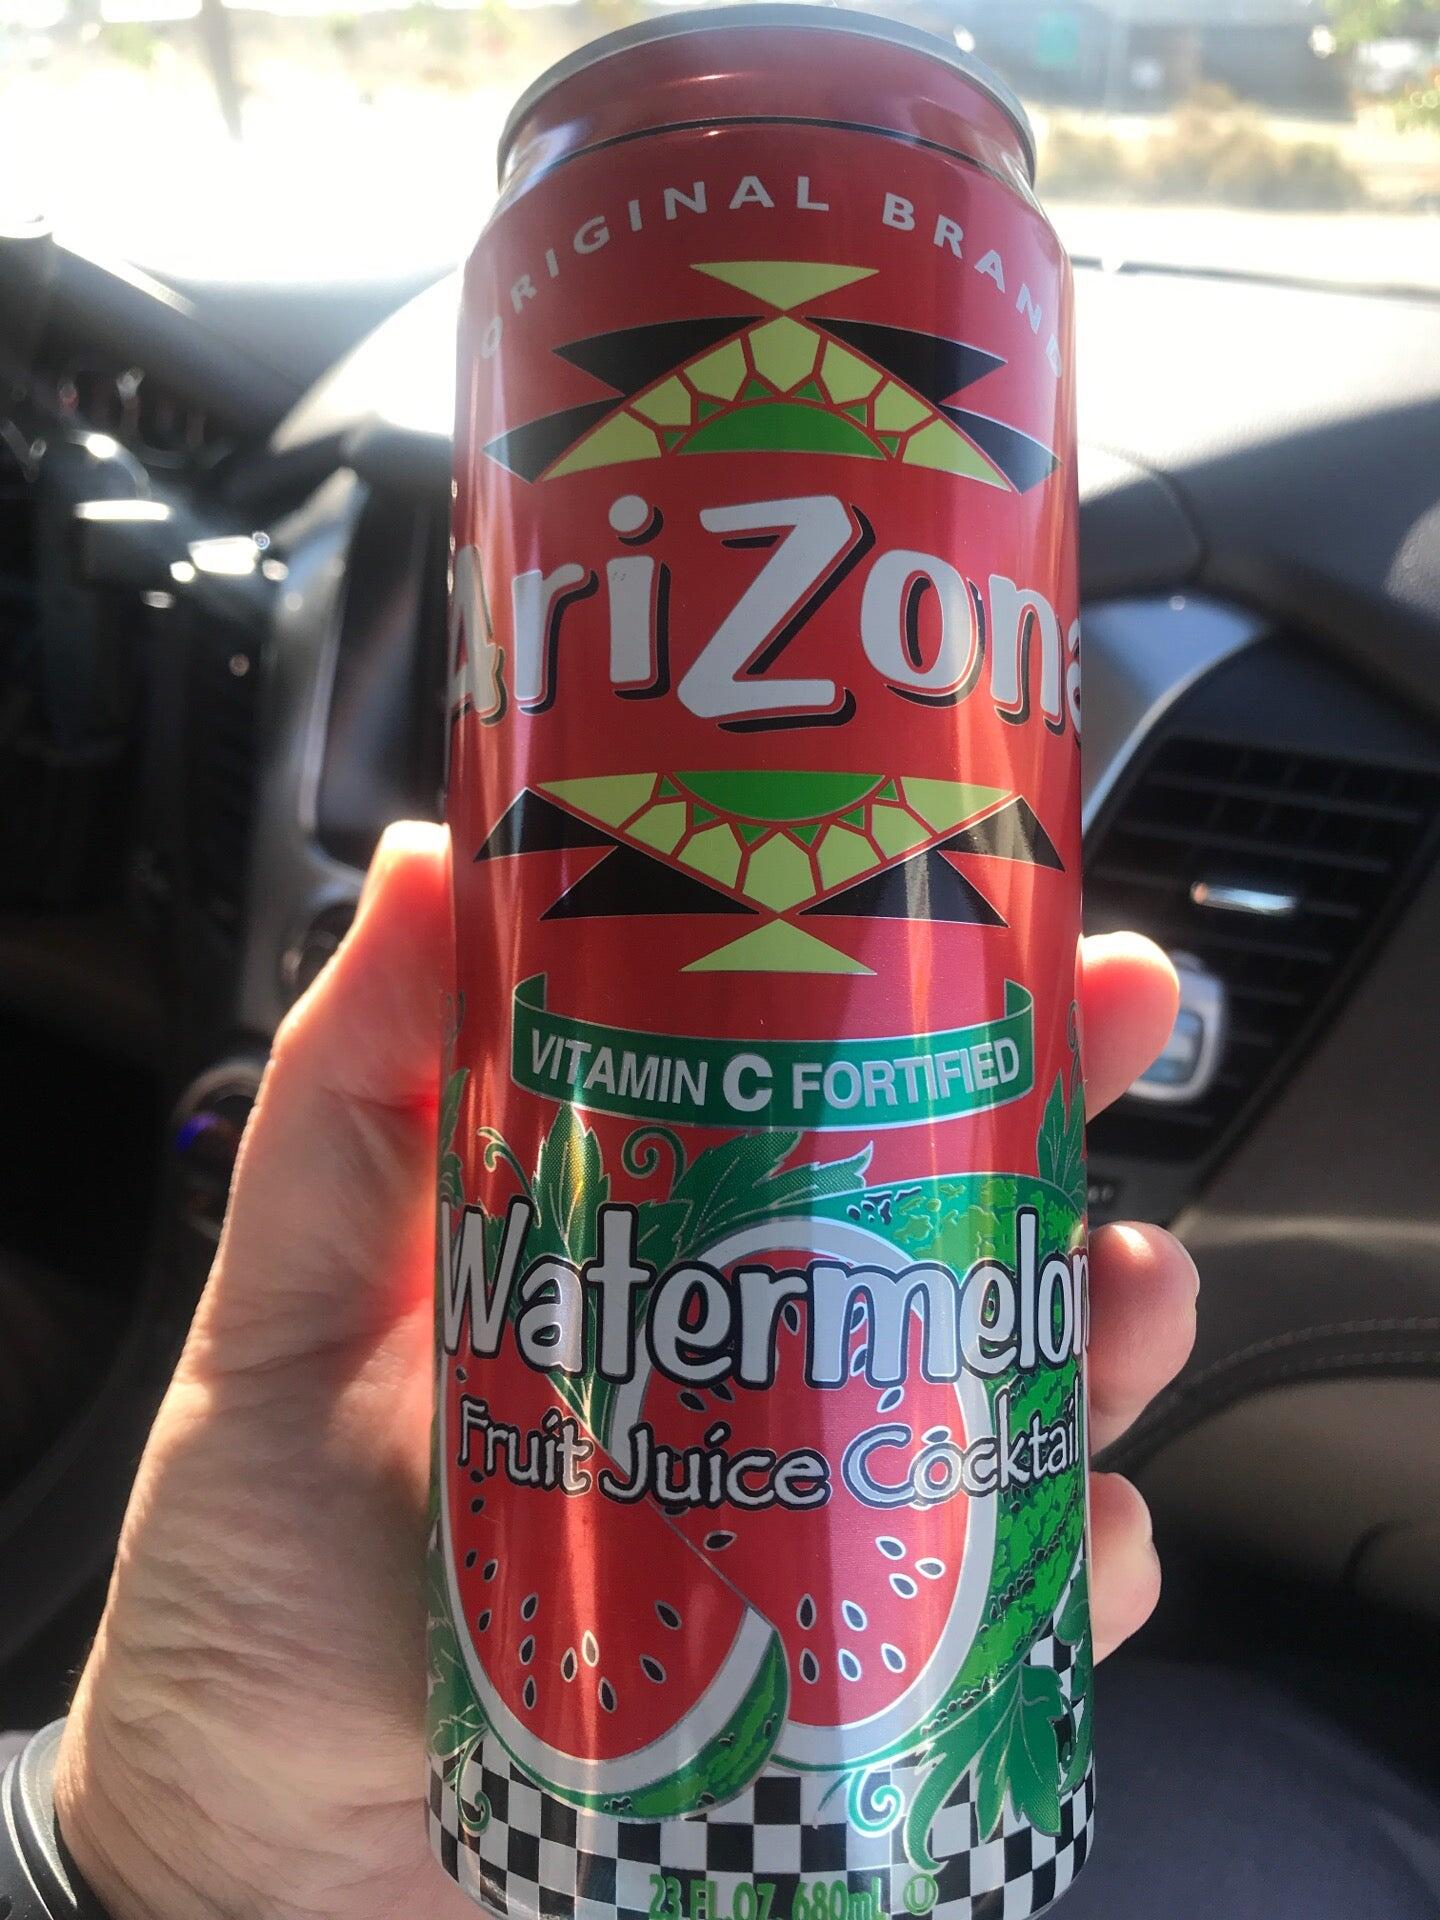 ORIGINAL BRAND
AriZona
VITAMIN C FORTIFIED
Watermelon
Fruit Juice Cocktail
23 FL.OZ. 680mL U